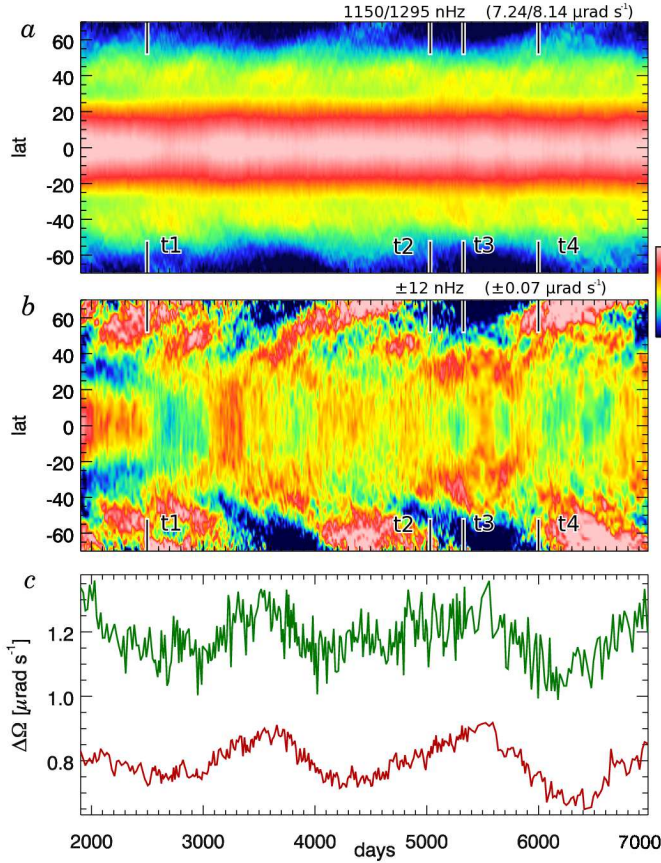 1150/1295 nHz (7.24/8.14 μrad s⁻¹)
a
60
40
20
0
-20
-40
-60
lat
t1 t2 t3 t4
±12 nHz (±0.07 μrad s⁻¹)
b
60
40
20
0
-20
-40
-60
lat
t1 t2 t3 t4
c
1.2
1.0
0.8
ΔΩ [μrad s⁻¹]
2000 3000 4000 5000 6000 7000
days